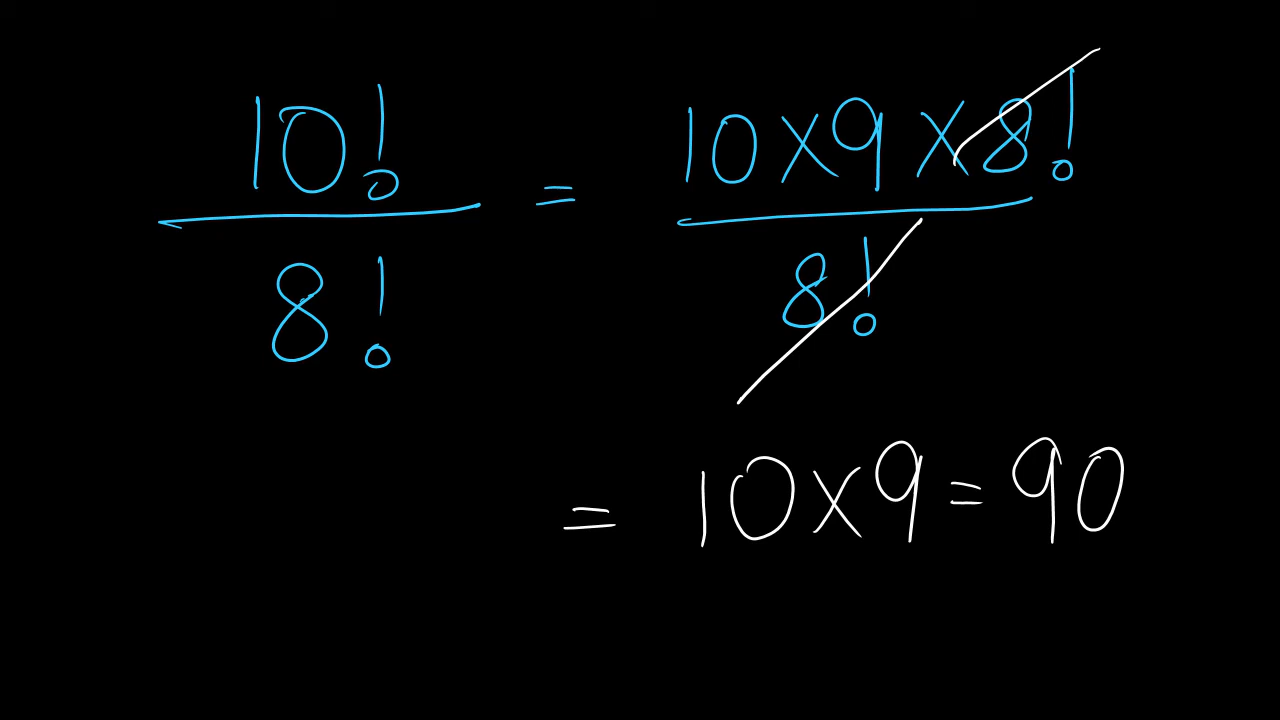 10! / 8! = 10 x 9 x 8! / 8!
= 10 x 9 = 90